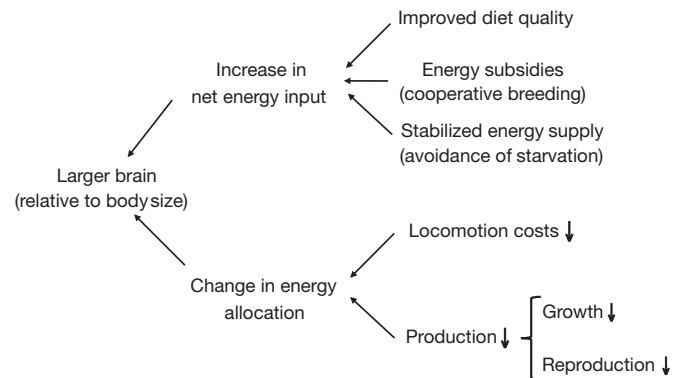 Improved diet quality
Increase in
net energy input
Energy subsidies
(cooperative breeding)
Stabilized energy supply
(avoidance of starvation)
Larger brain
(relative to body size)
Locomotion costs ↓
Change in energy
allocation
Production ↓
Growth ↓
Reproduction ↓